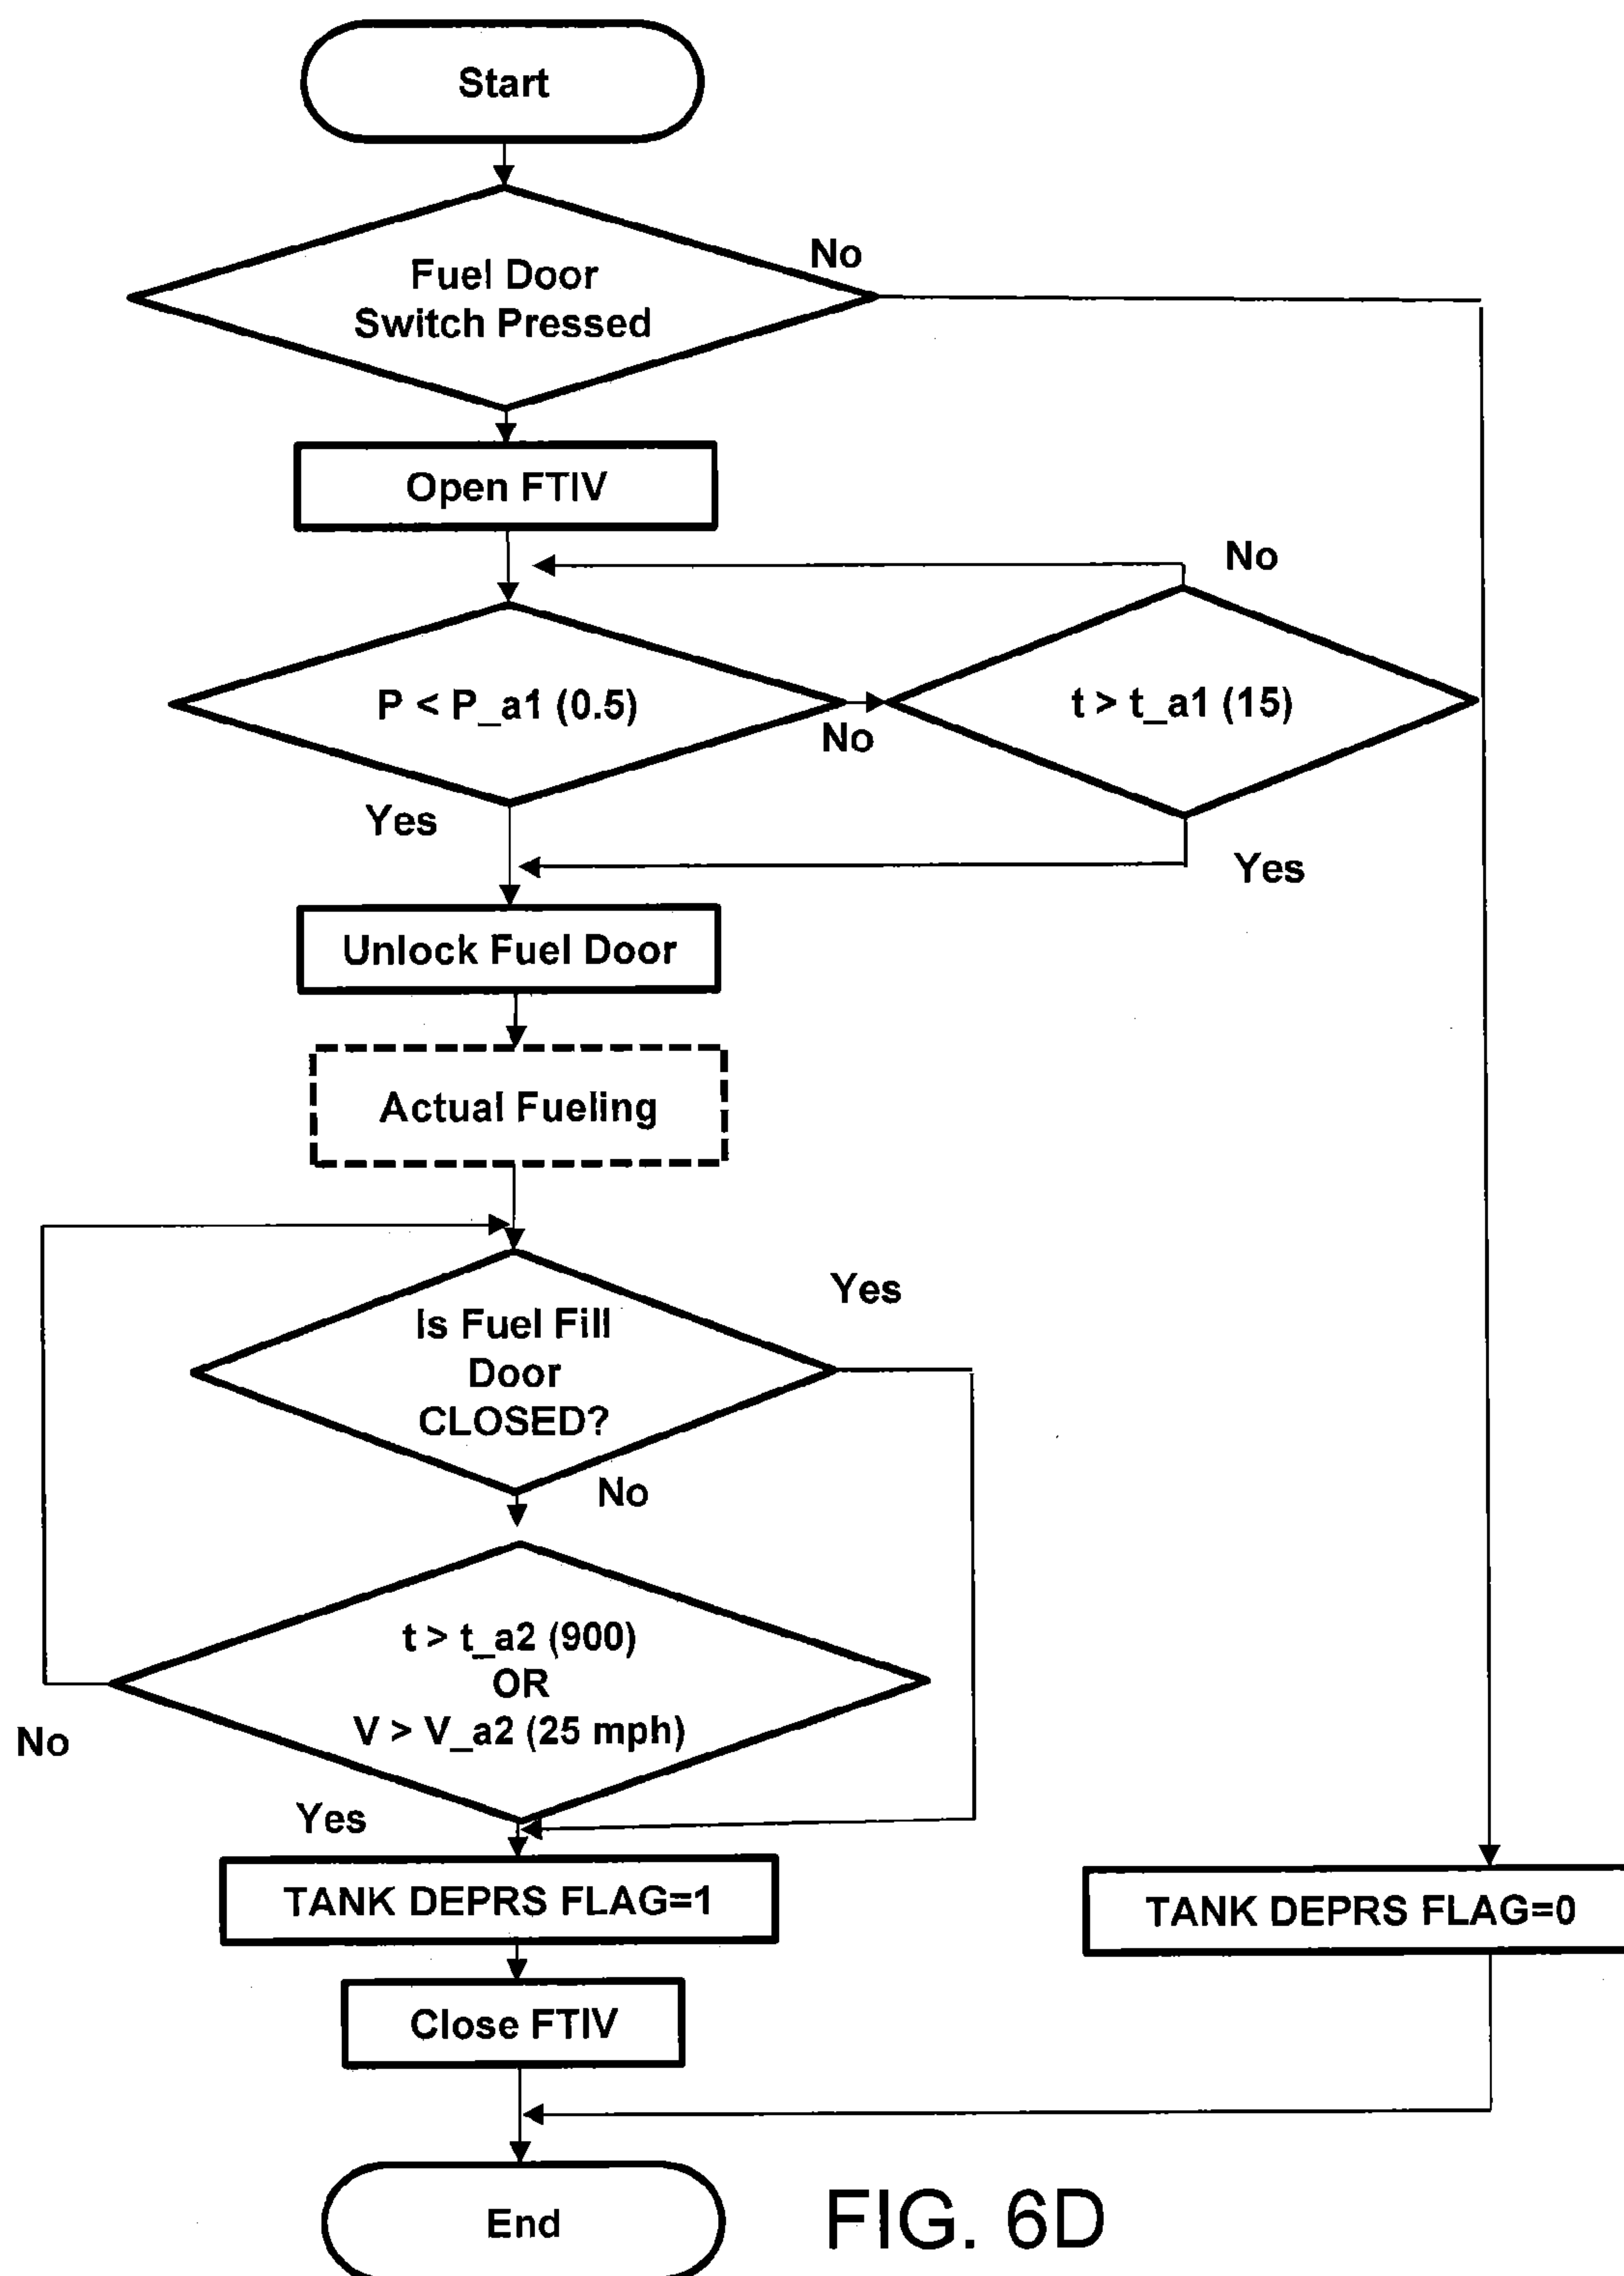 Start
No
Fuel Door
Switch Pressed
Open FTIV
No
P < P_a1 (0.5)
No
t > t_a1 (15)
Yes
Yes
Unlock Fuel Door
Actual Fueling
Yes
Is Fuel Fill
Door
CLOSED?
No
t > t_a2 (900)
OR
V > V_a2 (25 mph)
No
Yes
TANK DEPRS FLAG=1
TANK DEPRS FLAG=0
Close FTIV
End
FIG. 6D